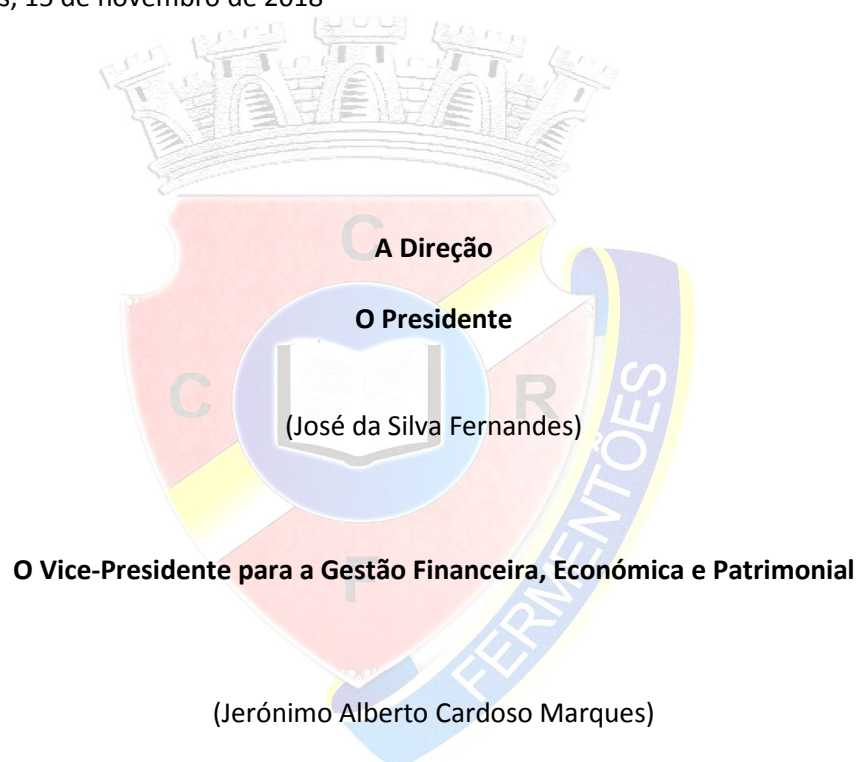 s, 15 de novembro de 2018
A Direção
O Presidente
(José da Silva Fernandes)
O Vice-Presidente para a Gestão Financeira, Económica e Patrimonial
(Jerónimo Alberto Cardoso Marques)
C
C R
F
FERMENTÕES